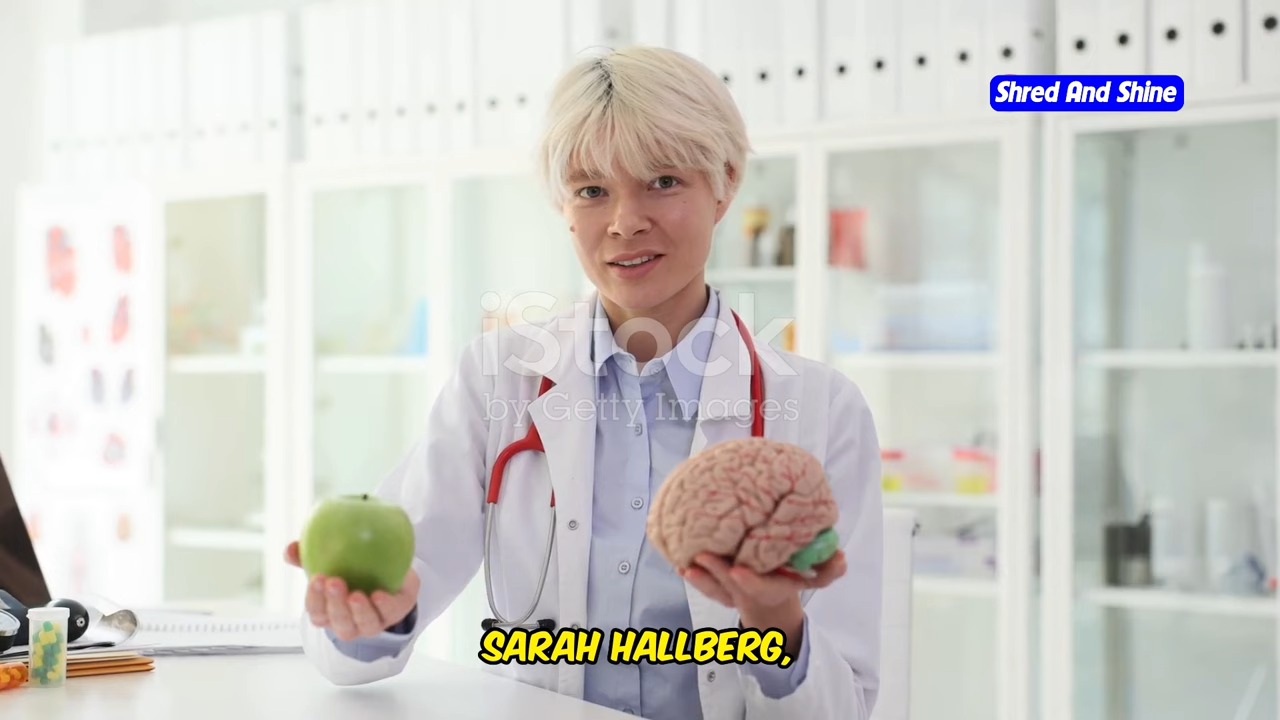 Shred And Shine
iStock
by Getty Images
SARAH HALLBERG,